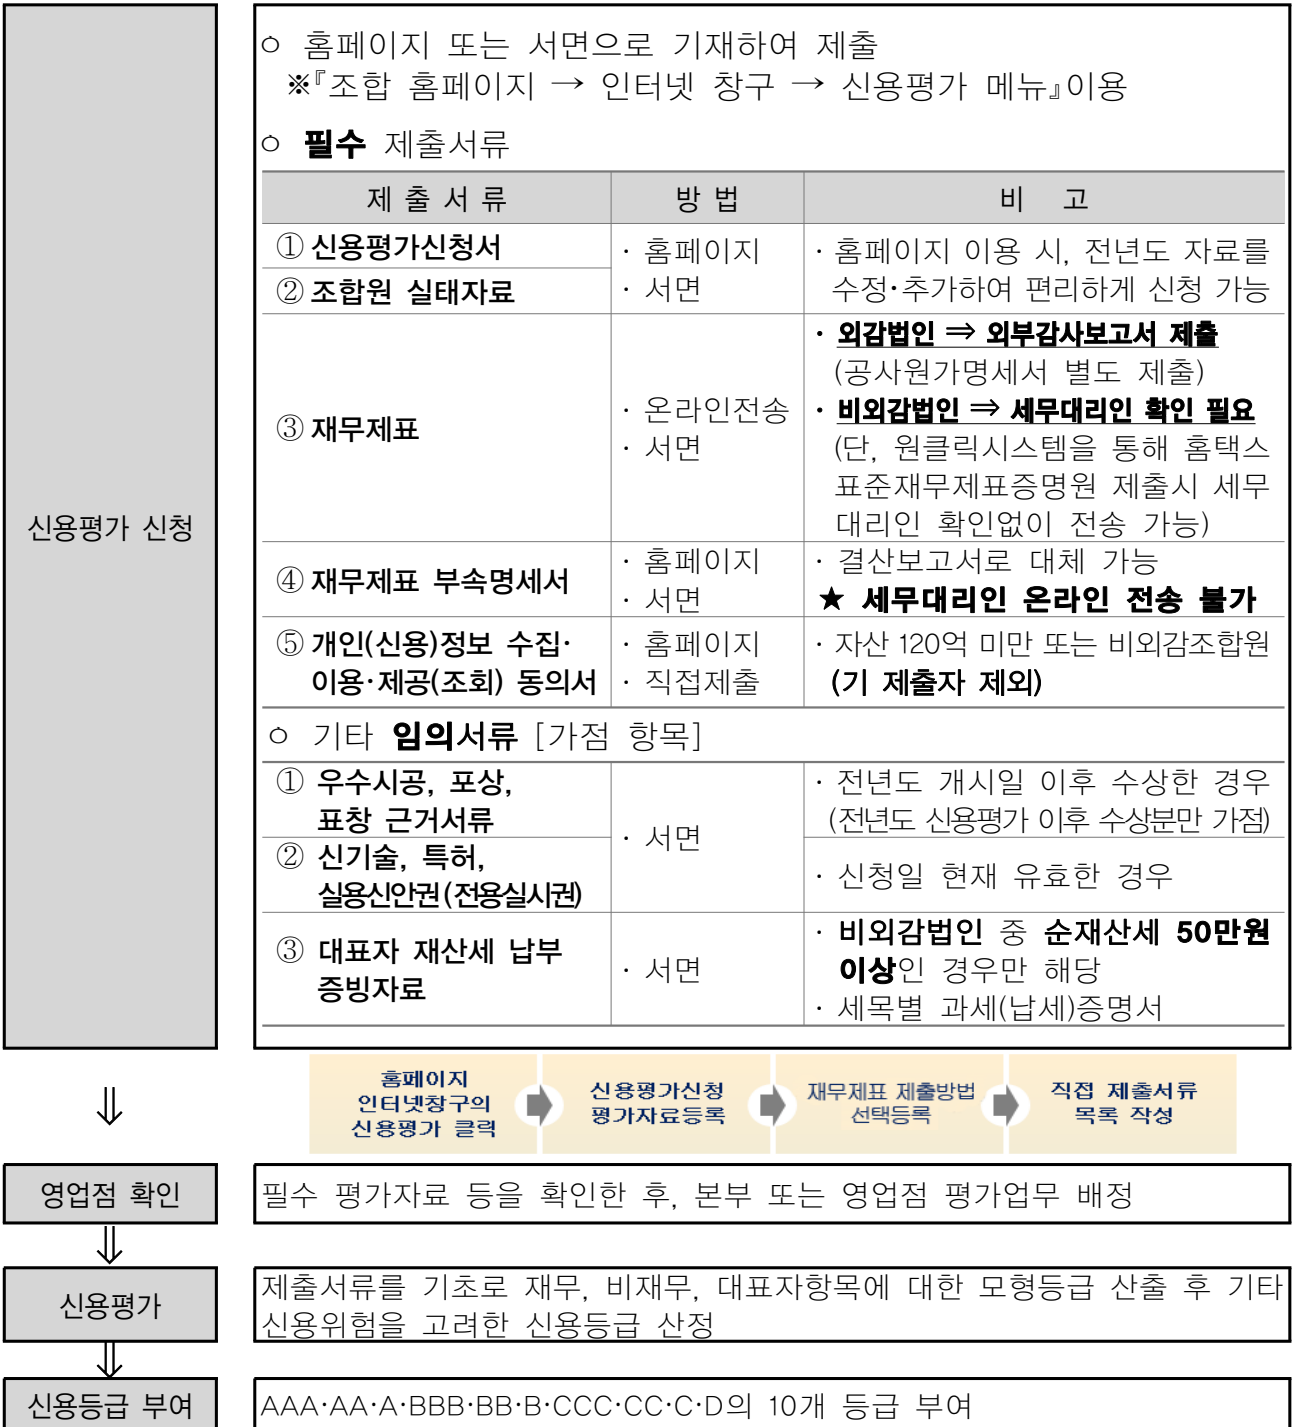 ㅇ 홈페이지 또는 서면으로 기재하여 제출
※『조합 홈페이지 → 인터넷 창구 → 신용평가 메뉴』이용
ㅇ 필수 제출서류
제 출 서 류
방 법
비 고
① 신용평가신청서
② 조합원 실태자료
· 홈페이지
· 서면
· 홈페이지 이용 시, 전년도 자료를
수정·추가하여 편리하게 신청 가능
③ 재무제표
· 온라인전송
· 서면
· 외감법인 ⇒ 외부감사보고서 제출
(공사원가명세서 별도 제출)
· 비외감법인 ⇒ 세무대리인 확인 필요
(단, 원클릭시스템을 통해 홈택스
표준재무제표증명원 제출시 세무
대리인 확인없이 전송 가능)
신용평가 신청
④ 재무제표 부속명세서
· 홈페이지
· 서면
· 결산보고서로 대체 가능
★ 세무대리인 온라인 전송 불가
⑤ 개인(신용)정보 수집·
이용·제공(조회) 동의서
· 홈페이지
· 직접제출
· 자산 120억 미만 또는 비외감조합원
(기 제출자 제외)
ㅇ 기타 임의서류 [가점 항목]
① 우수시공, 포상,
표창 근거서류
② 신기술, 특허,
실용신안권(전용실시권)
· 서면
· 전년도 개시일 이후 수상한 경우
(전년도 신용평가 이후 수상분만 가점)
· 신청일 현재 유효한 경우
③ 대표자 재산세 납부
증빙자료
· 서면
· 비외감법인 중 순재산세 50만원
이상인 경우만 해당
· 세목별 과세(납세)증명서
⇓
홈페이지
인터넷창구의
신용평가 클릭
신용평가신청
평가자료등록
재무제표 제출방법
선택등록
직접 제출서류
목록 작성
영업점 확인
필수 평가자료 등을 확인한 후, 본부 또는 영업점 평가업무 배정
⇓
신용평가
제출서류를 기초로 재무, 비재무, 대표자항목에 대한 모형등급 산출 후 기타
신용위험을 고려한 신용등급 산정
⇓
신용등급 부여
AAA·AA·A·BBB·BB·B·CCC·CC·C·D의 10개 등급 부여